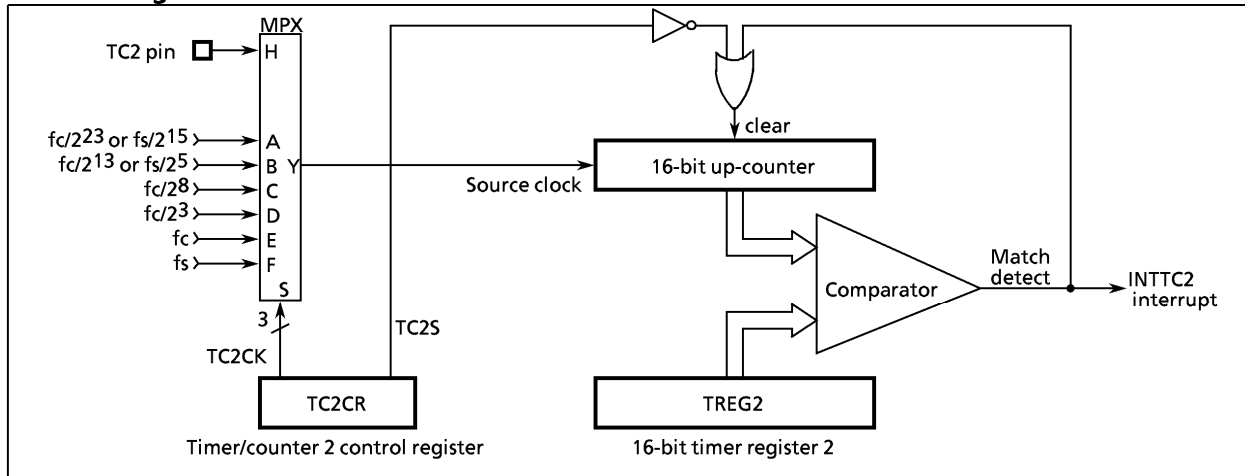 MPX
TC2 pin
H
fc/2²³ or fs/2¹⁵
A
fc/2¹³ or fs/2⁵
B
Y
fc/2⁸
C
fc/2³
D
fc
E
fs
F
S
3
TC2CK
TC2S
TC2CR
Timer/counter 2 control register
clear
16-bit up-counter
Source clock
Comparator
Match
detect
INTTC2
interrupt
TREG2
16-bit timer register 2